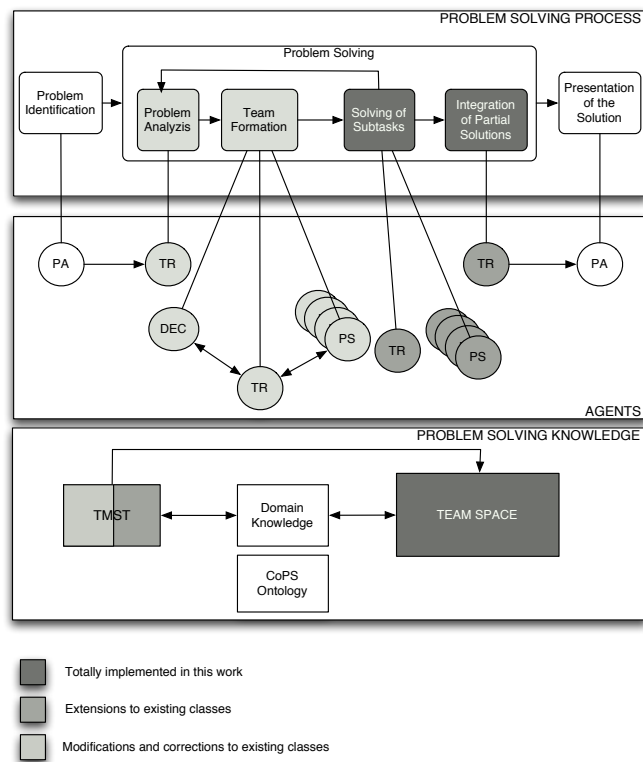 PROBLEM SOLVING PROCESS
Problem Solving
Problem
Identification
Problem
Analyzis
Team
Formation
Solving of
Subtasks
Integration
of Partial
Solutions
Presentation
of the
Solution
PA
TR
TR
PA
DEC
PS
TR
TR
PS
AGENTS
PROBLEM SOLVING KNOWLEDGE
TMST
Domain
Knowledge
TEAM SPACE
CoPS
Ontology
Totally implemented in this work
Extensions to existing classes
Modifications and corrections to existing classes